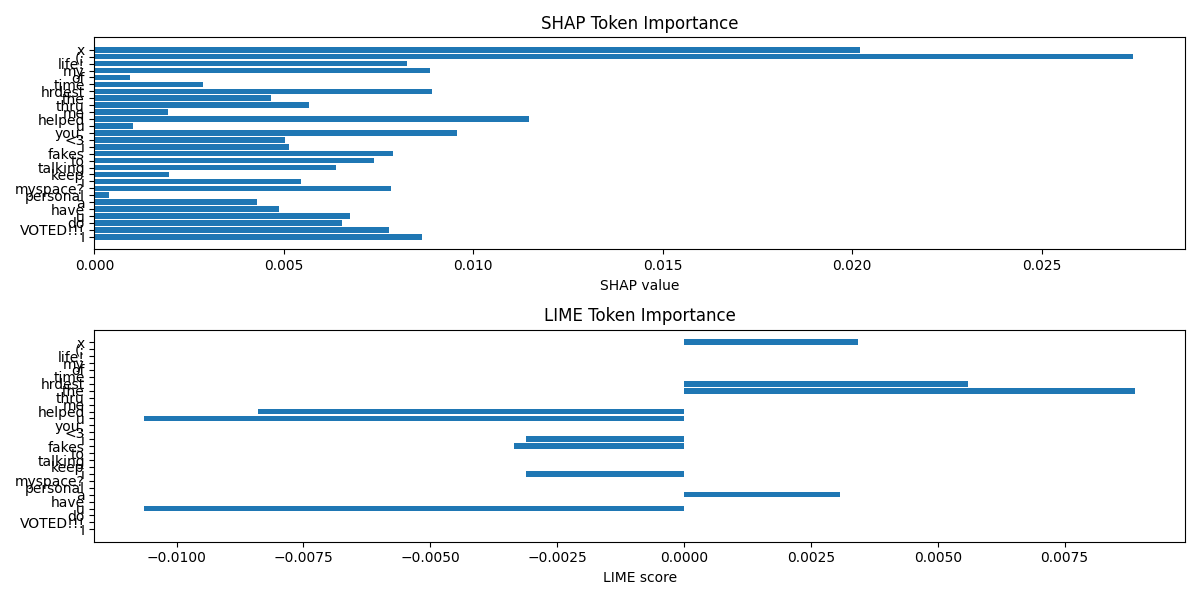 SHAP Token Importance
x
(:
life!
my
of
time
hrdest
the
thru
me
helped
u
you.
<3
I
fakes
to
talking
keep
I
myspace?
personal
a
have
u
do
VOTED!!!
I
0.000 0.005 0.010 0.015 0.020 0.025
SHAP value
LIME Token Importance
x
life!
my
of
time
hrdest
the
thru
me
helped
u
you.
<3
I
fakes
to
talking
keep
I
myspace?
personal
a
have
u
do
VOTED!!!
I
−0.0100 −0.0075 −0.0050 −0.0025 0.0000 0.0025 0.0050 0.0075
LIME score